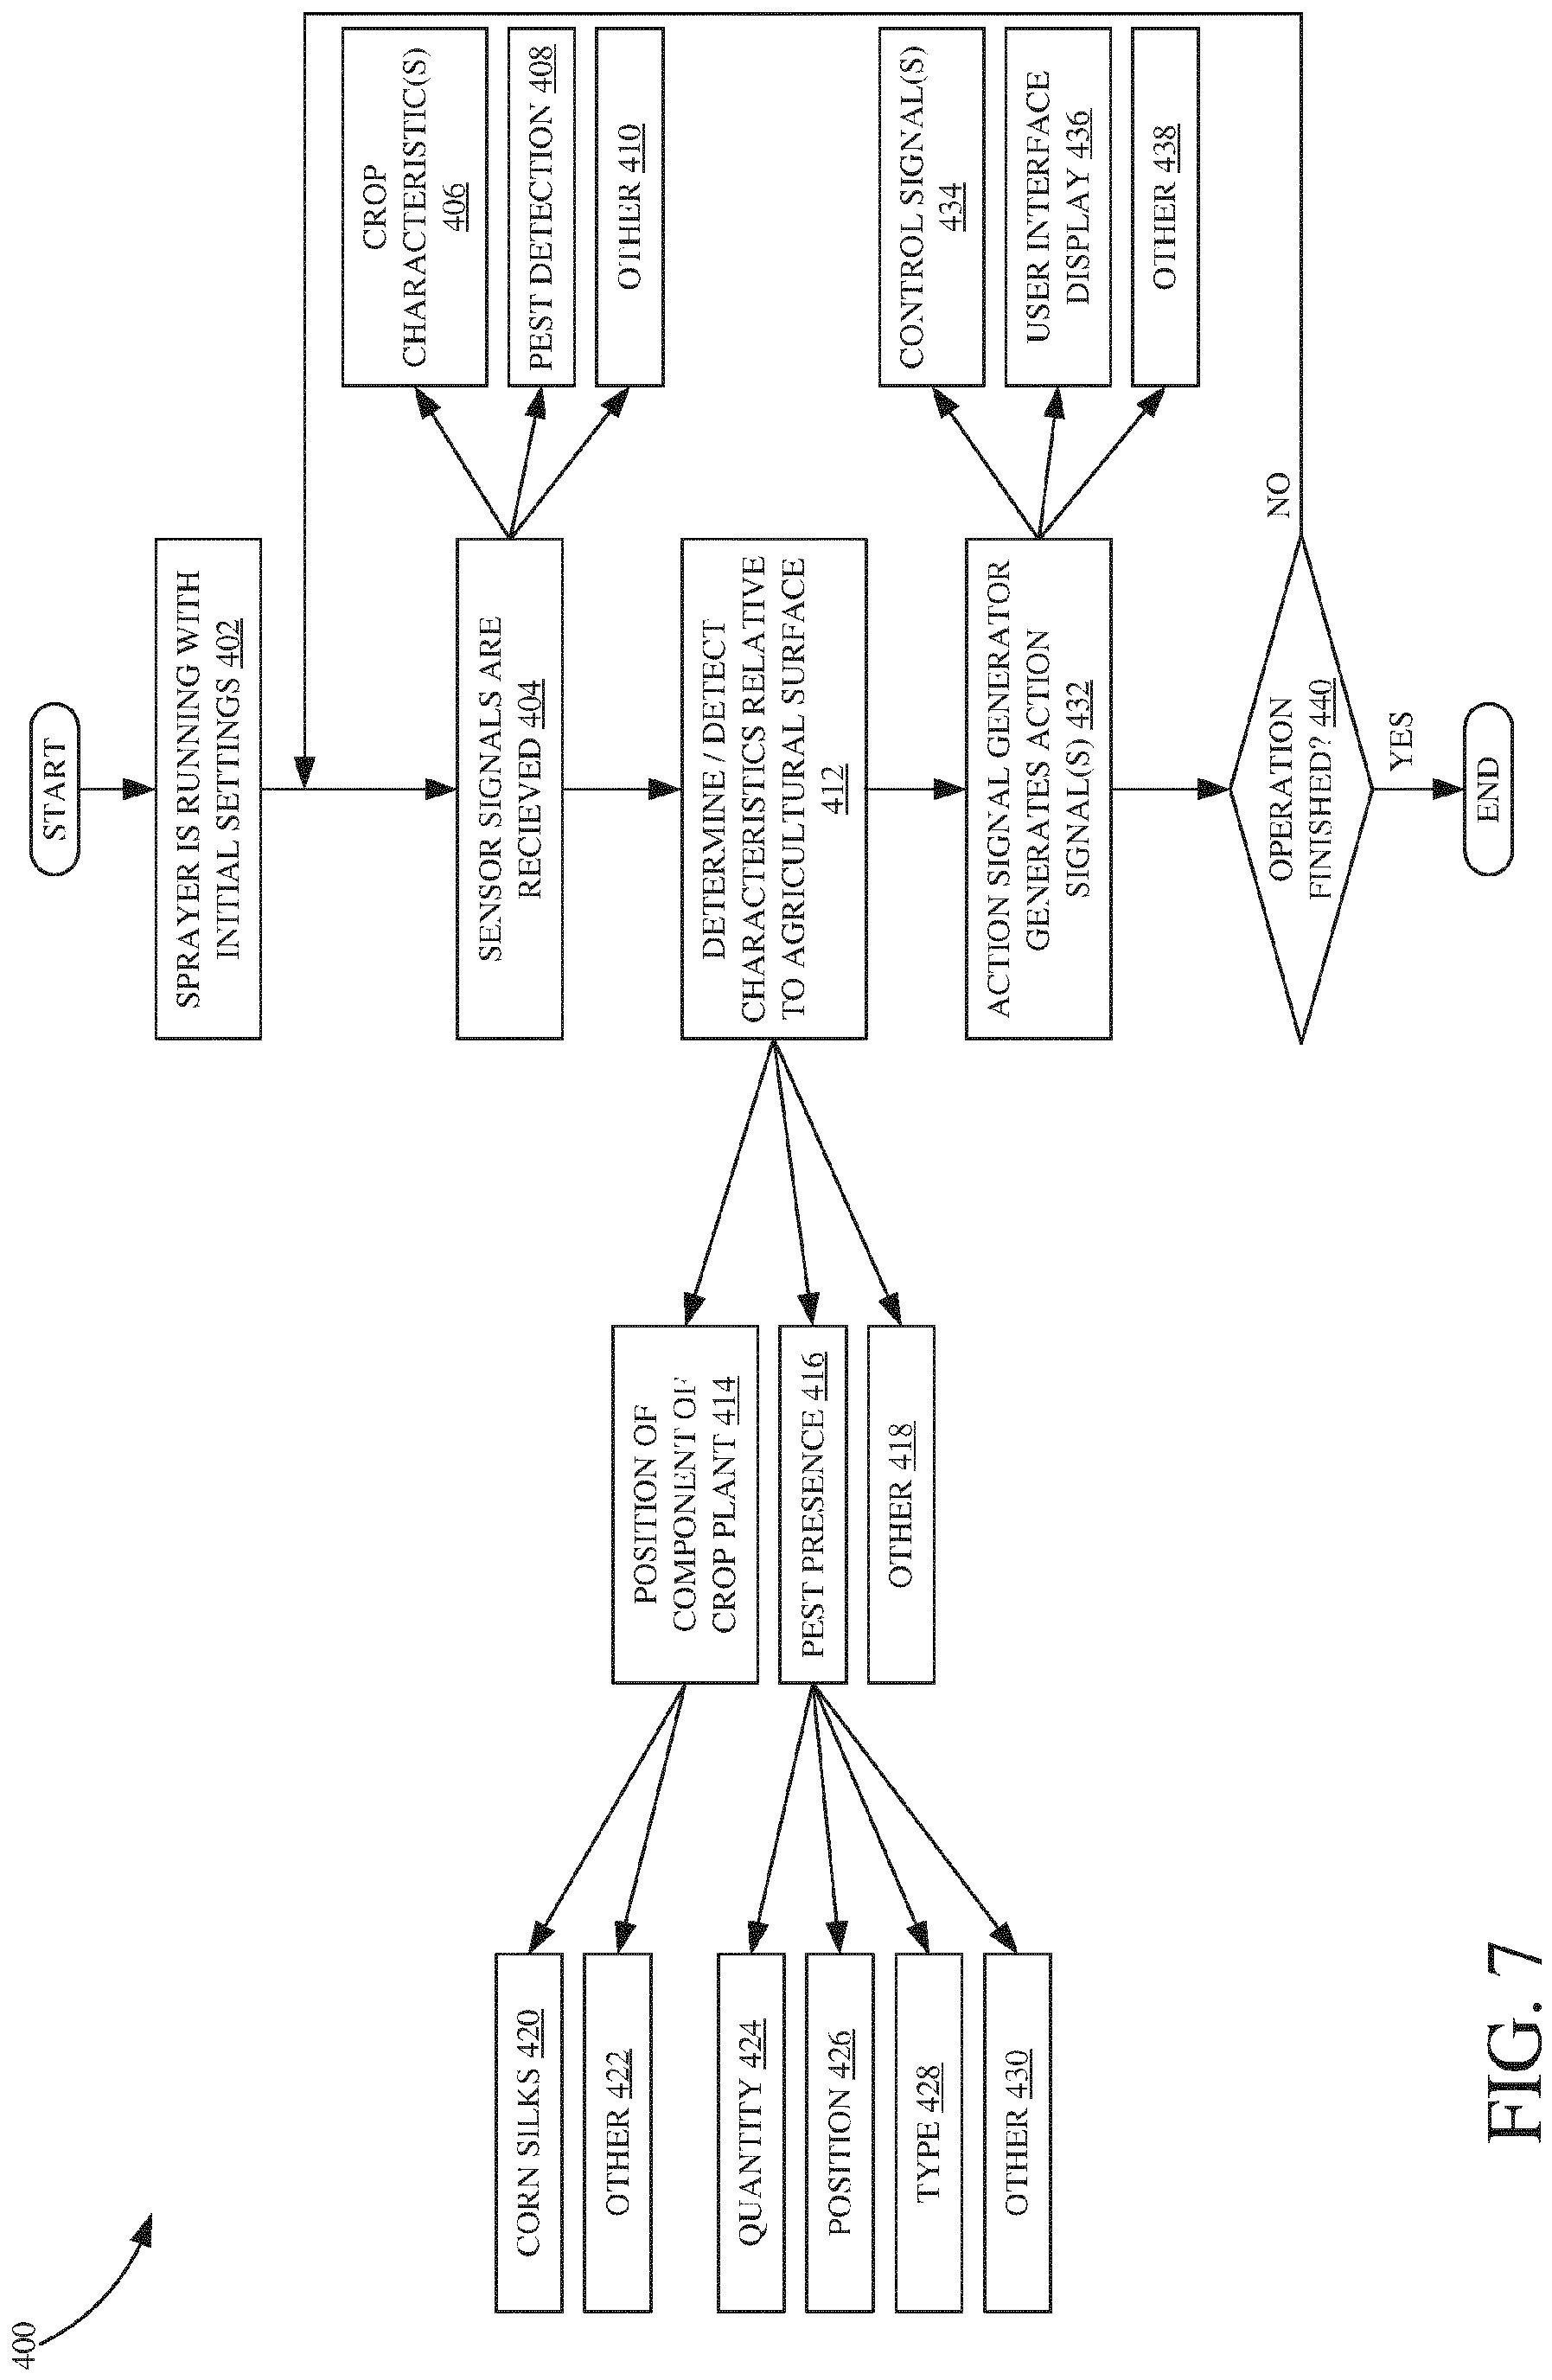 400
START
SPRAYER IS RUNNING WITH
INITIAL SETTINGS 402
SENSOR SIGNALS ARE
RECIEVED 404
CROP
CHARACTERISTIC(S)
406
PEST DETECTION 408
OTHER 410
DETERMINE / DETECT
CHARACTERISTICS RELATIVE
TO AGRICULTURAL SURFACE
412
POSITION OF
COMPONENT OF
CROP PLANT 414
PEST PRESENCE 416
OTHER 418
CORN SILKS 420
OTHER 422
QUANTITY 424
POSITION 426
TYPE 428
OTHER 430
ACTION SIGNAL GENERATOR
GENERATES ACTION
SIGNAL(S) 432
CONTROL SIGNAL(S)
434
USER INTERFACE
DISPLAY 436
OTHER 438
OPERATION
FINISHED? 440
NO
YES
END
FIG. 7